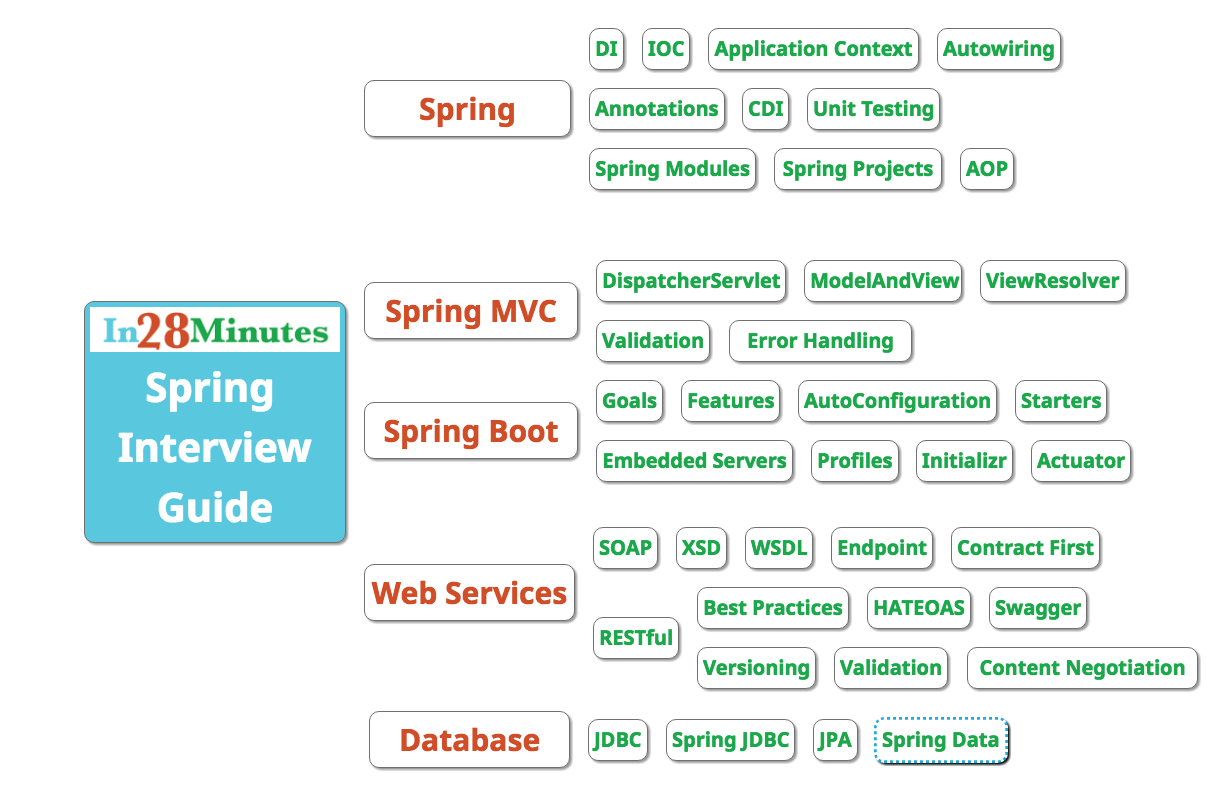 In28Minutes
Spring
Interview
Guide
Spring
DI IOC Application Context Autowiring
Annotations CDI Unit Testing
Spring Modules Spring Projects AOP
Spring MVC
DispatcherServlet ModelAndView ViewResolver
Validation Error Handling
Spring Boot
Goals Features AutoConfiguration Starters
Embedded Servers Profiles Initializr Actuator
Web Services
SOAP XSD WSDL Endpoint Contract First
RESTful
Best Practices HATEOAS Swagger
Versioning Validation Content Negotiation
Database
JDBC Spring JDBC JPA Spring Data